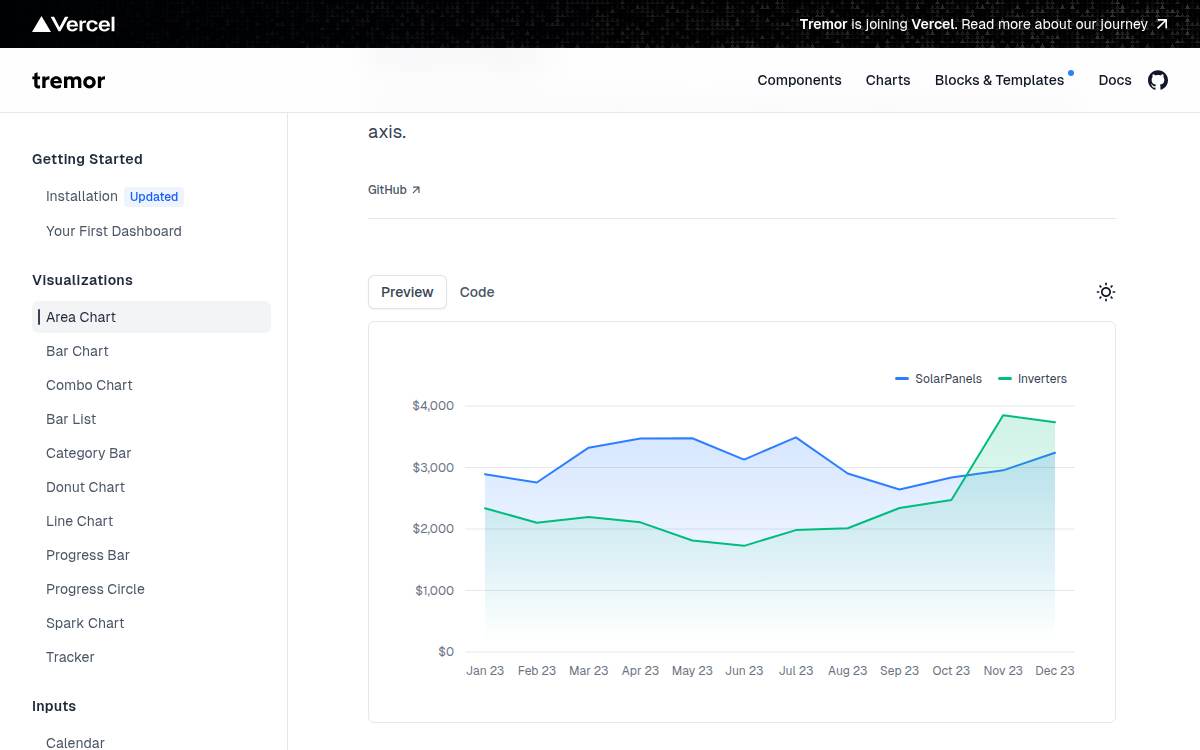 Vercel
Tremor is joining Vercel. Read more about our journey
tremor
Components Charts Blocks & Templates Docs
axis.
GitHub
Getting Started
Installation Updated
Your First Dashboard
Visualizations
Area Chart
Bar Chart
Combo Chart
Bar List
Category Bar
Donut Chart
Line Chart
Progress Bar
Progress Circle
Spark Chart
Tracker
Inputs
Calendar
Preview Code
SolarPanels Inverters
$4,000
$3,000
$2,000
$1,000
$0
Jan 23 Feb 23 Mar 23 Apr 23 May 23 Jun 23 Jul 23 Aug 23 Sep 23 Oct 23 Nov 23 Dec 23